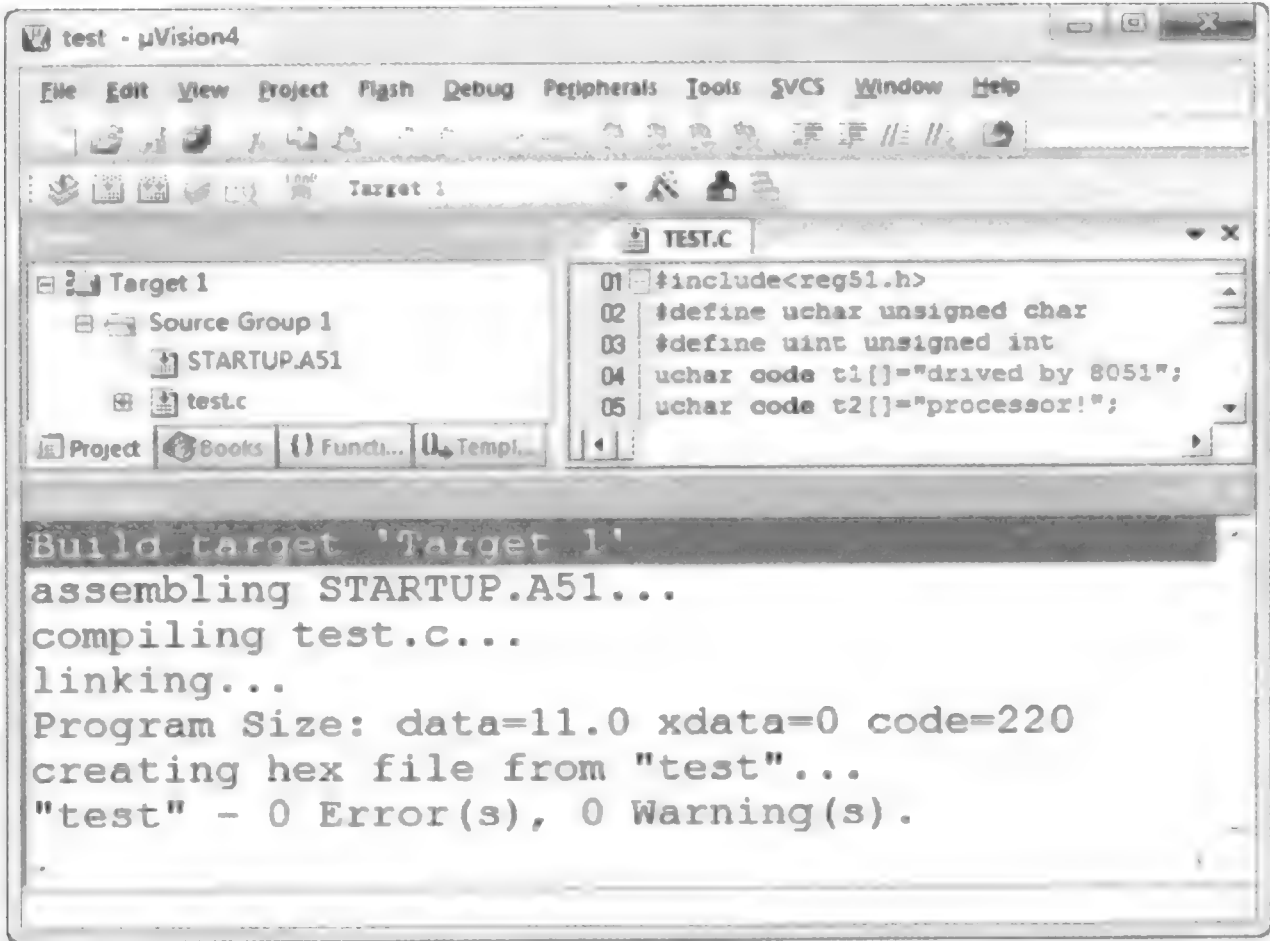 test - µVision4
File Edit View Project Flash Debug Peripherals Tools SVCS Window Help
Target 1
TEST.C
Target 1
Source Group 1
STARTUP.A51
test.c
Project Books {} Functi... Templ...
01 #include<reg51.h>
02 #define uchar unsigned char
03 #define uint unsigned int
04 uchar code t1[]="drived by 8051";
05 uchar code t2[]="processor!";
Build target 'Target 1'
assembling STARTUP.A51...
compiling test.c...
linking...
Program Size: data=11.0 xdata=0 code=220
creating hex file from "test"...
"test" - 0 Error(s), 0 Warning(s).